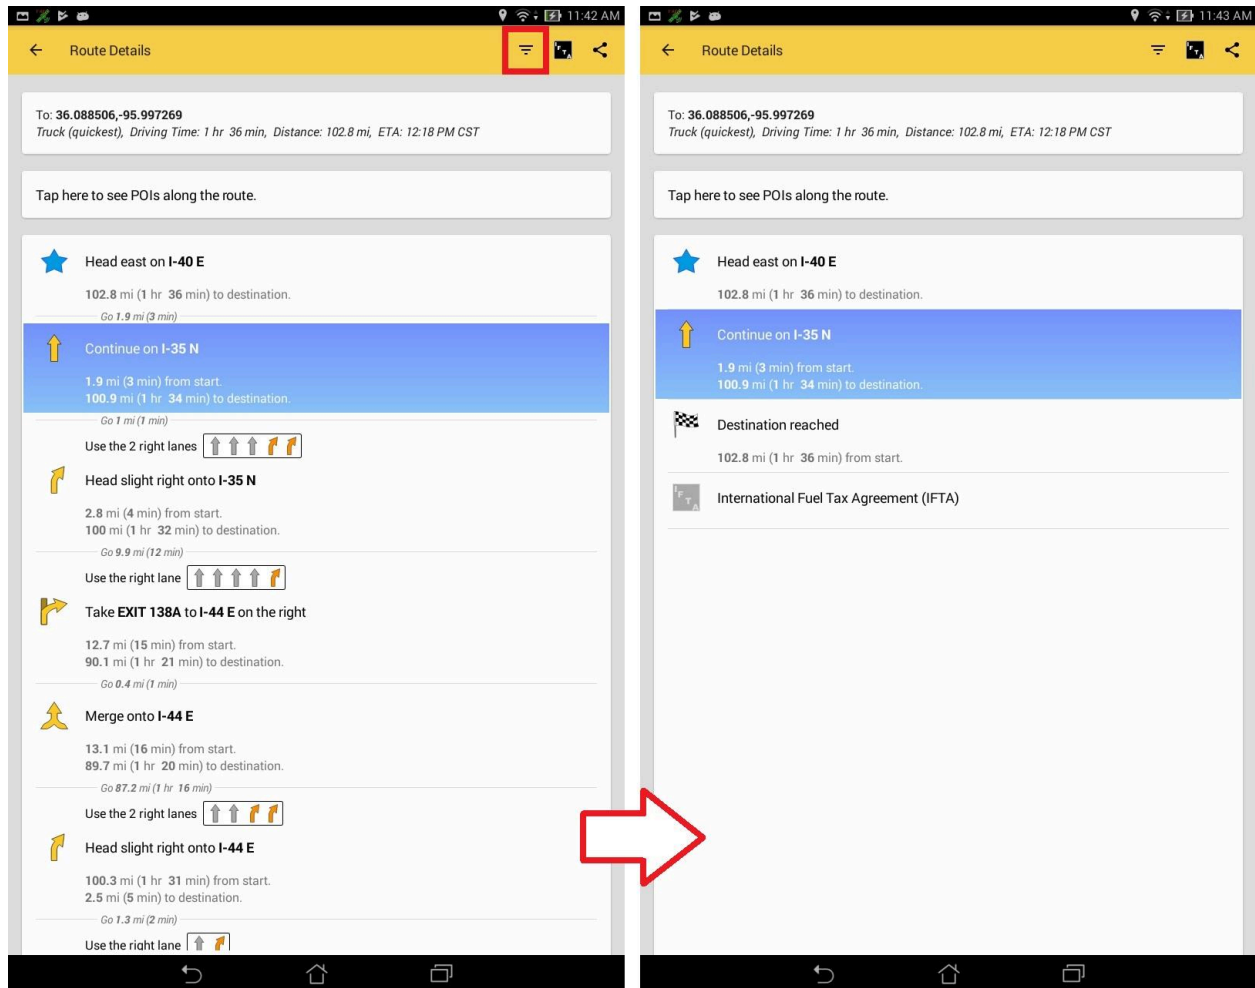 11:42 AM
Route Details
IFTA
To: 36.088506,-95.997269
Truck (quickest), Driving Time: 1 hr 36 min, Distance: 102.8 mi, ETA: 12:18 PM CST
Tap here to see POIs along the route.
Head east on I-40 E
102.8 mi (1 hr 36 min) to destination.
Go 1.9 mi (3 min)
Continue on I-35 N
1.9 mi (3 min) from start.
100.9 mi (1 hr 34 min) to destination.
Go 1 mi (1 min)
Use the 2 right lanes
Head slight right onto I-35 N
2.8 mi (4 min) from start.
100 mi (1 hr 32 min) to destination.
Go 9.9 mi (12 min)
Use the right lane
Take EXIT 138A to I-44 E on the right
12.7 mi (15 min) from start.
90.1 mi (1 hr 21 min) to destination.
Go 0.4 mi (1 min)
Merge onto I-44 E
13.1 mi (16 min) from start.
89.7 mi (1 hr 20 min) to destination.
Go 87.2 mi (1 hr 16 min)
Use the 2 right lanes
Head slight right onto I-44 E
100.3 mi (1 hr 31 min) from start.
2.5 mi (5 min) to destination.
Go 1.3 mi (2 min)
Use the right lane
11:43 AM
Route Details
IFTA
To: 36.088506,-95.997269
Truck (quickest), Driving Time: 1 hr 36 min, Distance: 102.8 mi, ETA: 12:18 PM CST
Tap here to see POIs along the route.
Head east on I-40 E
102.8 mi (1 hr 36 min) to destination.
Continue on I-35 N
1.9 mi (3 min) from start.
100.9 mi (1 hr 34 min) to destination.
Destination reached
102.8 mi (1 hr 36 min) from start.
IFTA
International Fuel Tax Agreement (IFTA)